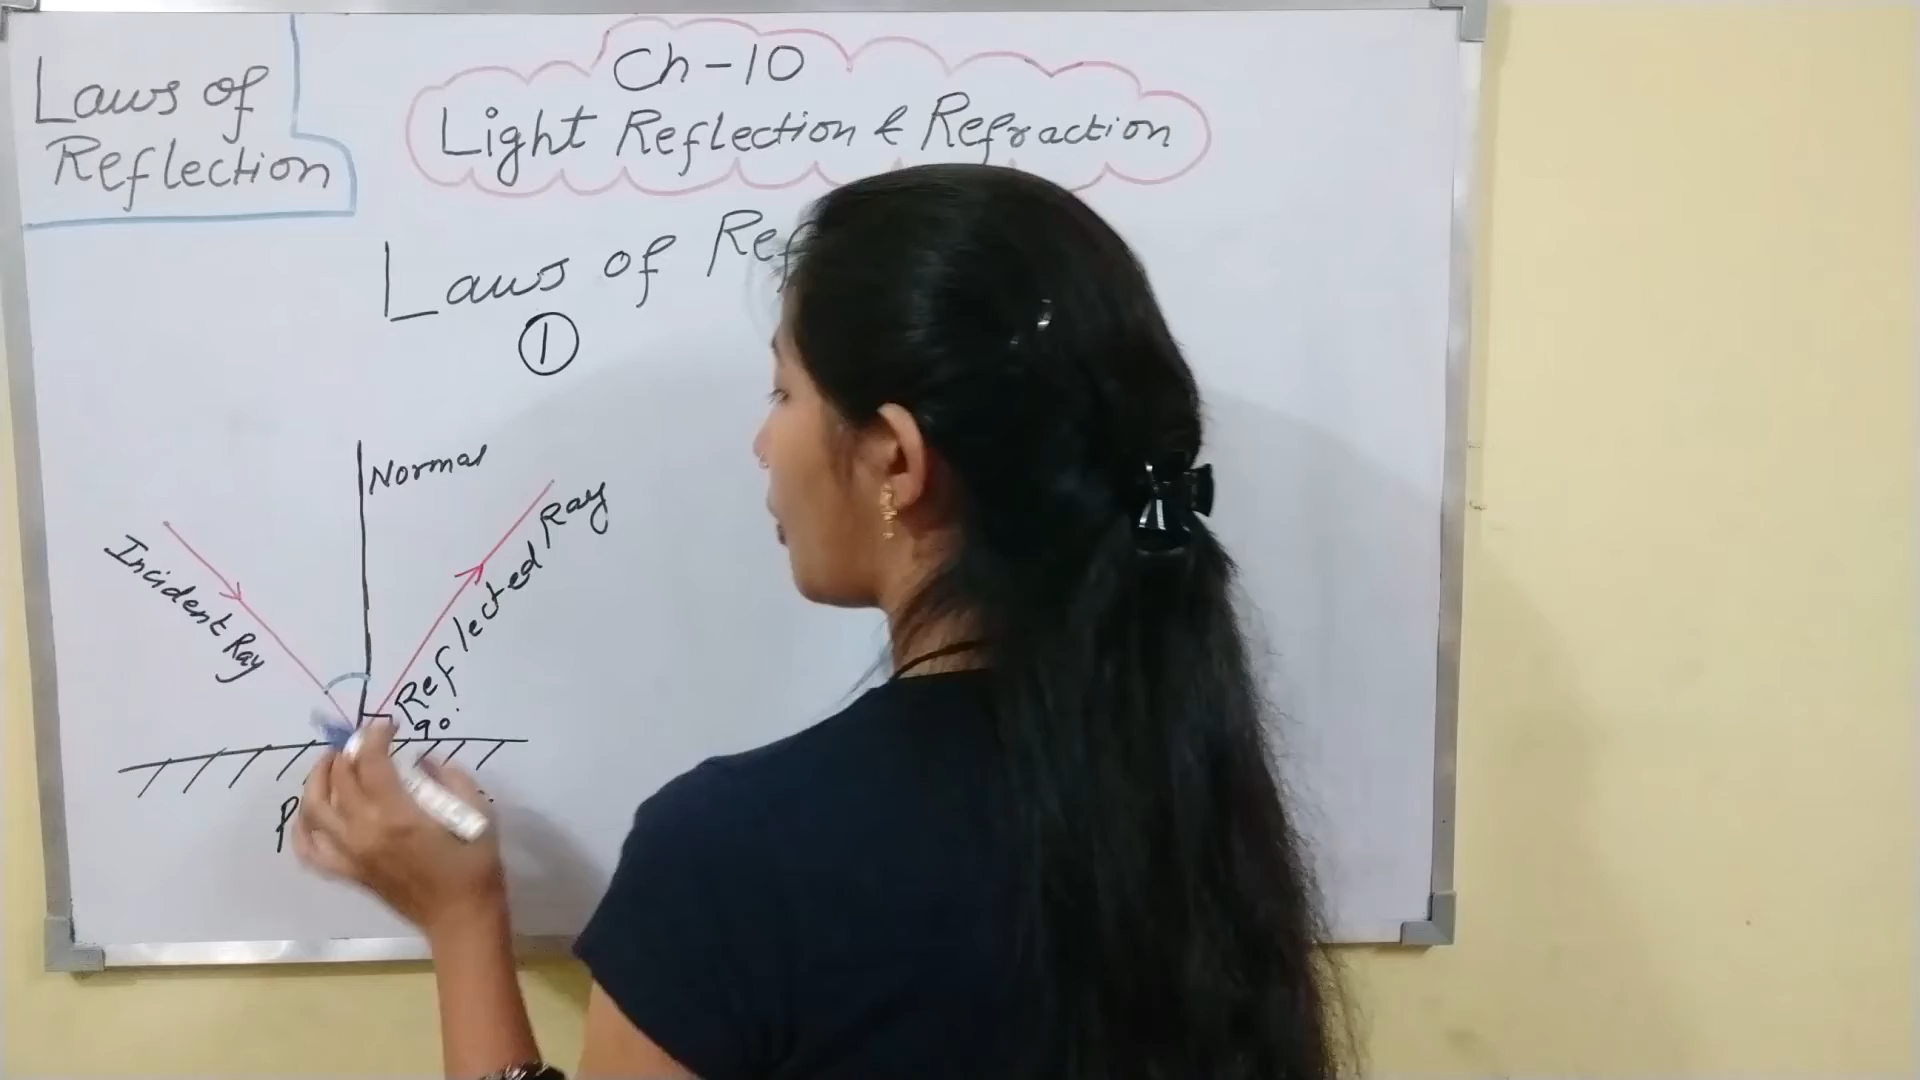 Laws of
Reflection
Ch-10
Light Reflection & Refraction
Laws of Ref
1
Normal
Incident Ray
Reflected Ray
90°
P